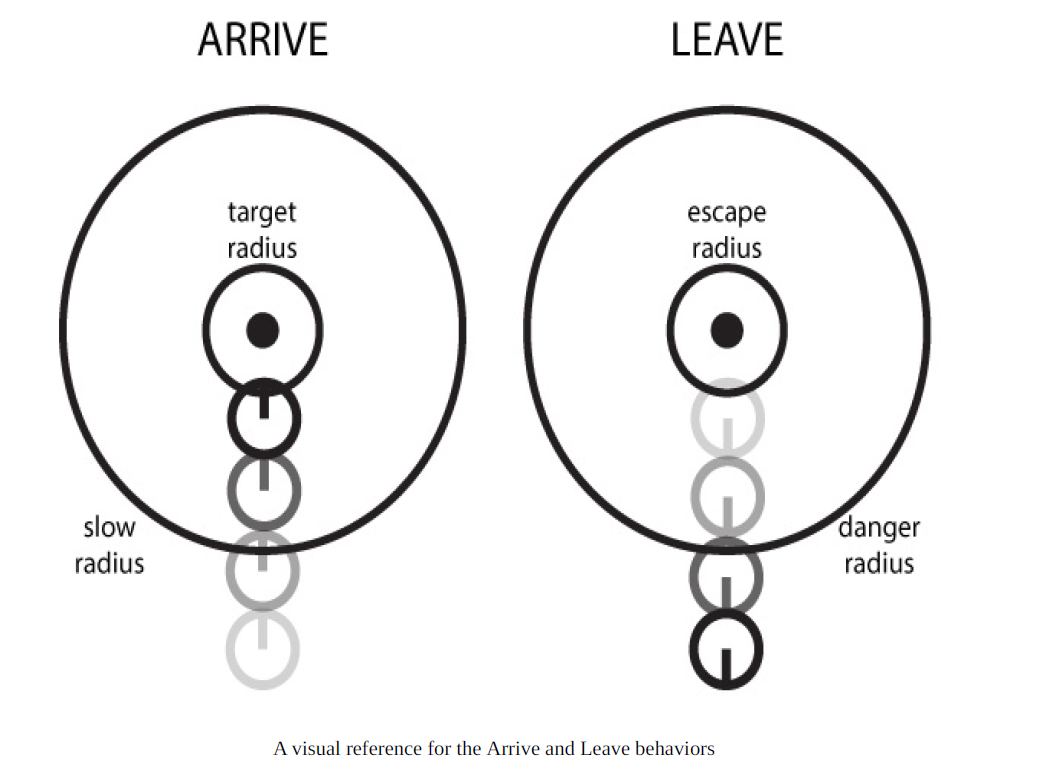 ARRIVE
LEAVE
target
radius
escape
radius
slow
radius
danger
radius
A visual reference for the Arrive and Leave behaviors